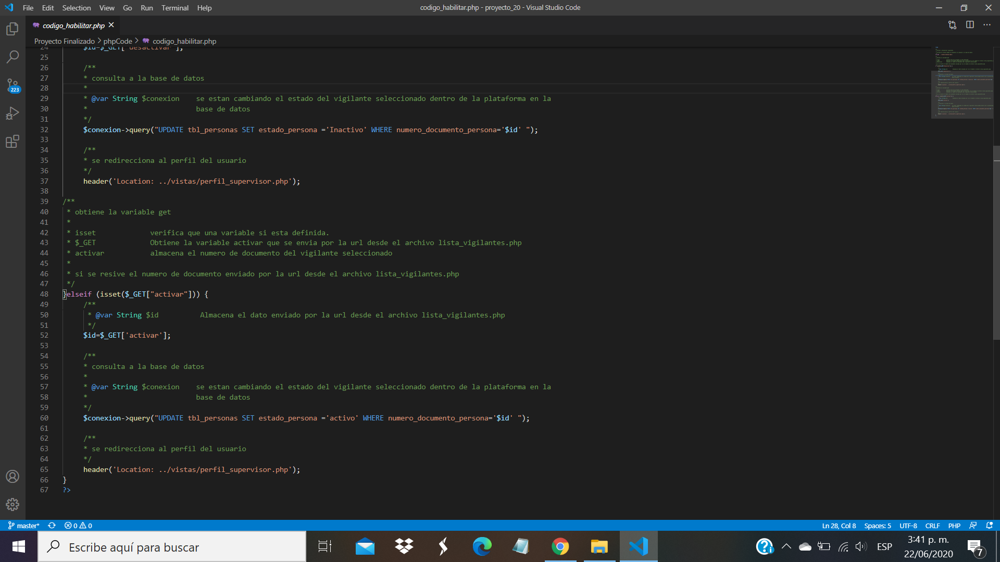 File Edit Selection View Go Run Terminal Help
codigo_habilitar.php - proyecto_20 - Visual Studio Code
codigo_habilitar.php
Proyecto Finalizado > phpCode > codigo_habilitar.php
24 $id=$_GET['desactivar'];
25
26 /**
27 * consulta a la base de datos
28 *
29 * @var String $conexion se estan cambiando el estado del vigilante seleccionado dentro de la plataforma en la
30 * base de datos
31 */
32 $conexion->query("UPDATE tbl_personas SET estado_persona ='Inactivo' WHERE numero_documento_persona='$id' ");
33
34 /**
35 * se redirecciona al perfil del usuario
36 */
37 header('Location: ../vistas/perfil_supervisor.php');
38
39 /**
40 * obtiene la variable get
41 *
42 * isset verifica que una variable si esta definida.
43 * $_GET Obtiene la variable activar que se envia por la url desde el archivo lista_vigilantes.php
44 * activar almacena el numero de documento del vigilante seleccionado
45 *
46 * si se resive el numero de documento enviado por la url desde el archivo lista_vigilantes.php
47 */
48 }elseif (isset($_GET["activar"])) {
49 /**
50 * @var String $id Almacena el dato enviado por la url desde el archivo lista_vigilantes.php
51 */
52 $id=$_GET['activar'];
53
54 /**
55 * consulta a la base de datos
56 *
57 * @var String $conexion se estan cambiando el estado del vigilante seleccionado dentro de la plataforma en la
58 * base de datos
59 */
60 $conexion->query("UPDATE tbl_personas SET estado_persona ='activo' WHERE numero_documento_persona='$id' ");
61
62 /**
63 * se redirecciona al perfil del usuario
64 */
65 header('Location: ../vistas/perfil_supervisor.php');
66 }
67 ?>
223
master* 0 0
Ln 28, Col 8 Spaces: 5 UTF-8 CRLF PHP
Escribe aquí para buscar
ESP
3:41 p. m.
22/06/2020
7